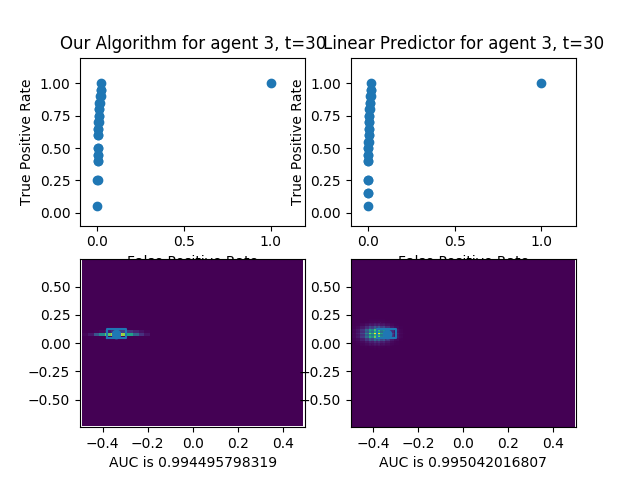 Our Algorithm for agent 3, t=30
Linear Predictor for agent 3, t=30
True Positive Rate
1.00
0.75
0.50
0.25
0.00
0.0 0.5 1.0
False Positive Rate
True Positive Rate
1.00
0.75
0.50
0.25
0.00
0.0 0.5 1.0
False Positive Rate
0.50
0.25
0.00
−0.25
−0.50
−0.4 −0.2 0.0 0.2 0.4
AUC is 0.994495798319
0.50
0.25
0.00
−0.25
−0.50
−0.4 −0.2 0.0 0.2 0.4
AUC is 0.995042016807